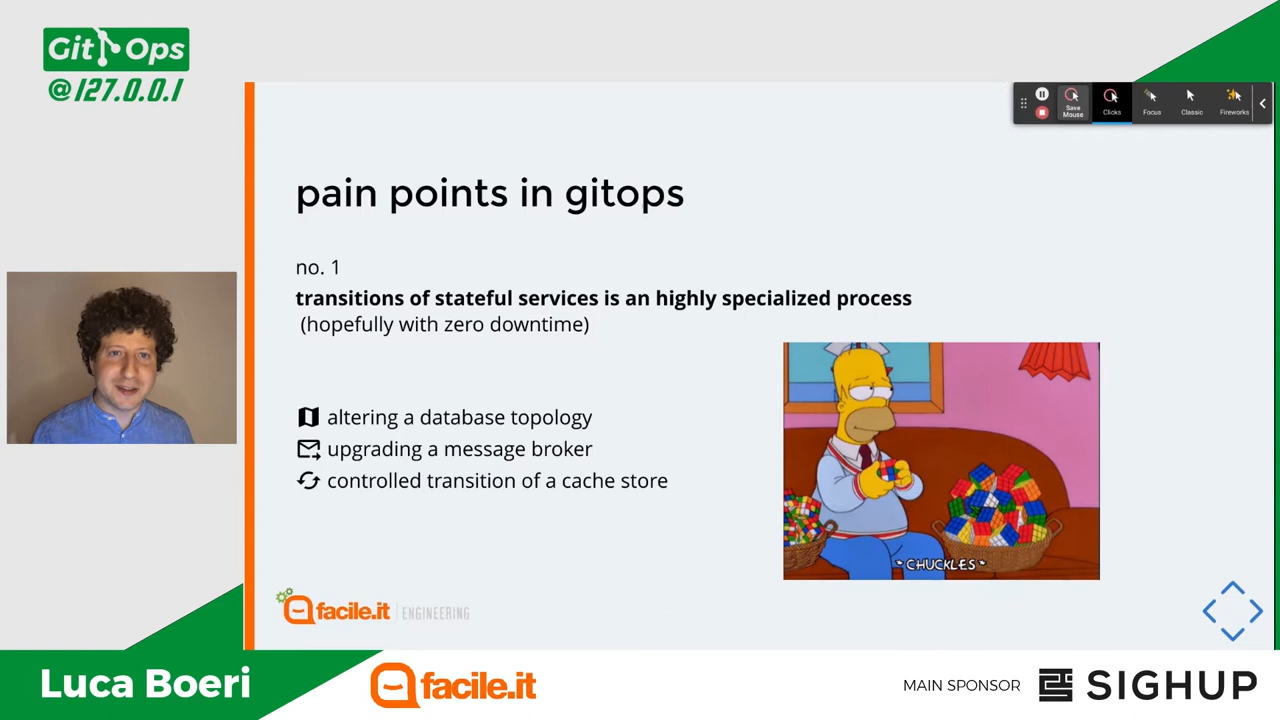 Git Ops
@127.0.0.1
Save Mouse
Clicks
Focus
Classic
Fireworks
pain points in gitops
no. 1
transitions of stateful services is an highly specialized process
(hopefully with zero downtime)
altering a database topology
upgrading a message broker
controlled transition of a cache store
*CHUCKLES*
facile.it | ENGINEERING
Luca Boeri
facile.it
MAIN SPONSOR
SIGHUP